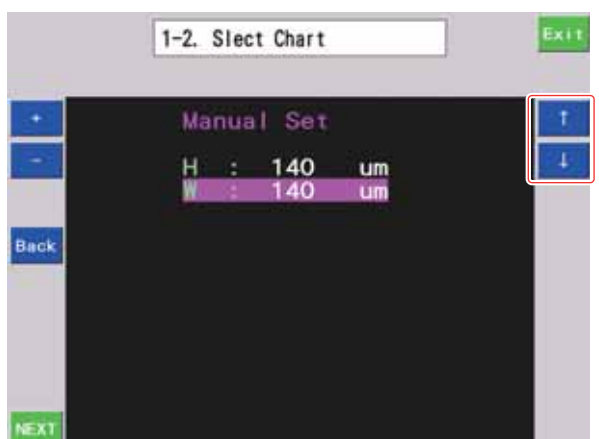 1-2. Slect Chart
Exit
+
-
Back
NEXT
Manual Set
H : 140 um
W : 140 um
↑
↓